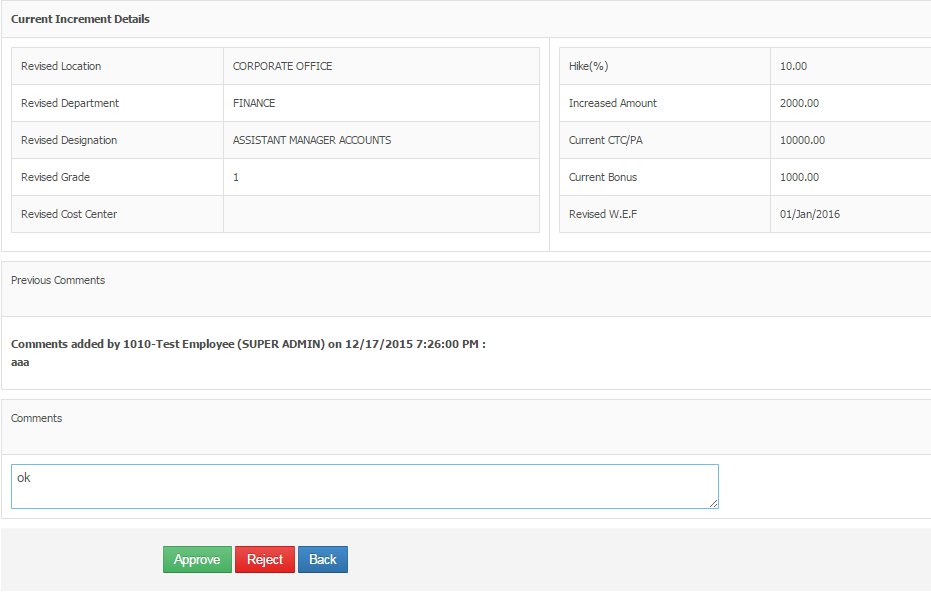 Current Increment Details
Revised Location CORPORATE OFFICE Hike(%) 10.00
Revised Department FINANCE Increased Amount 2000.00
Revised Designation ASSISTANT MANAGER ACCOUNTS Current CTC/PA 10000.00
Revised Grade 1 Current Bonus 1000.00
Revised Cost Center Revised W.E.F 01/Jan/2016
Previous Comments
Comments added by 1010-Test Employee (SUPER ADMIN) on 12/17/2015 7:26:00 PM :
aaa
Comments
ok
Approve Reject Back